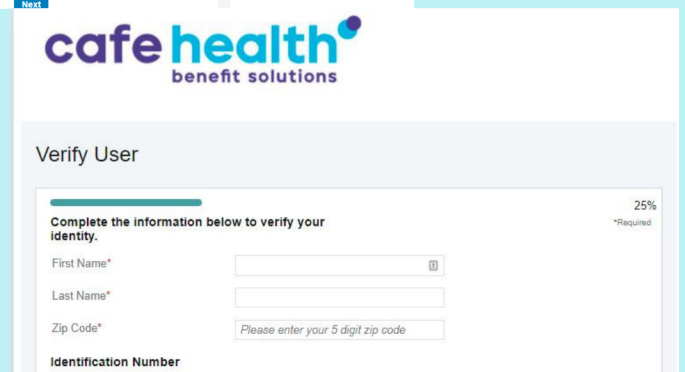 Next
cafe health
benefit solutions
Verify User
25%
Complete the information below to verify your
identity.
*Required
First Name*
Last Name*
Zip Code*
Please enter your 5 digit zip code
Identification Number